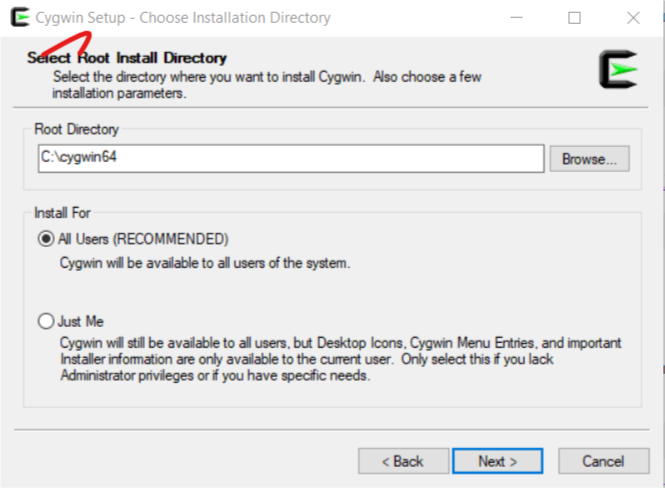 Cygwin Setup - Choose Installation Directory
Select Root Install Directory
Select the directory where you want to install Cygwin. Also choose a few
installation parameters.
Root Directory
C:\cygwin64
Browse...
Install For
All Users (RECOMMENDED)
Cygwin will be available to all users of the system.
Just Me
Cygwin will still be available to all users, but Desktop Icons, Cygwin Menu Entries, and important
Installer information are only available to the current user. Only select this if you lack
Administrator privileges or if you have specific needs.
< Back
Next >
Cancel